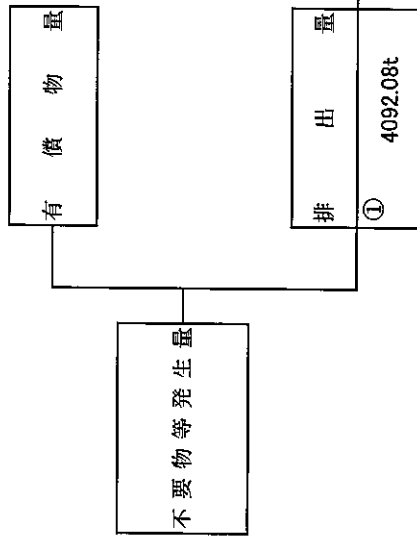 有償物量
不要物等発生量
排出量
①
4092.08t